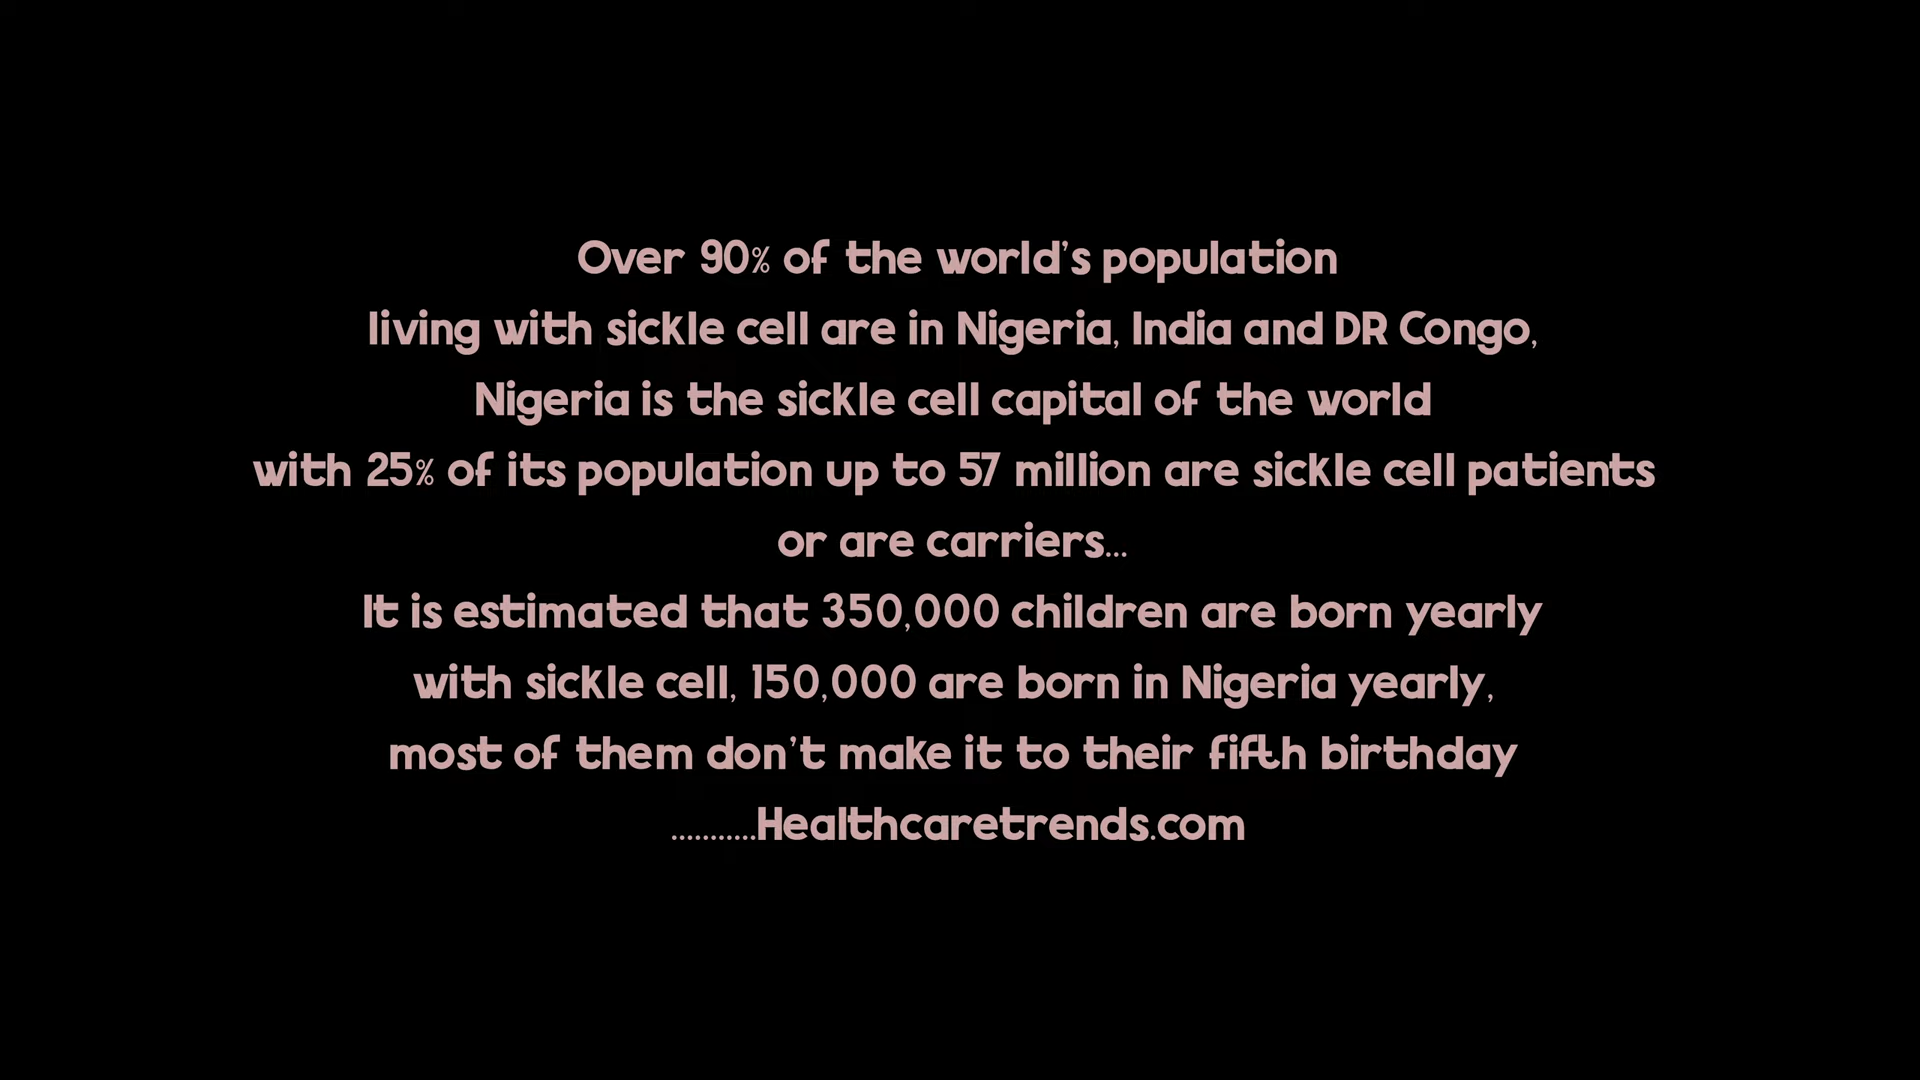 Over 90% of the world's population
living with sickle cell are in Nigeria, India and DR Congo,
Nigeria is the sickle cell capital of the world
with 25% of its population up to 57 million are sickle cell patients
or are carriers...
It is estimated that 350,000 children are born yearly
with sickle cell, 150,000 are born in Nigeria yearly,
most of them don't make it to their fifth birthday
...........Healthcaretrends.com